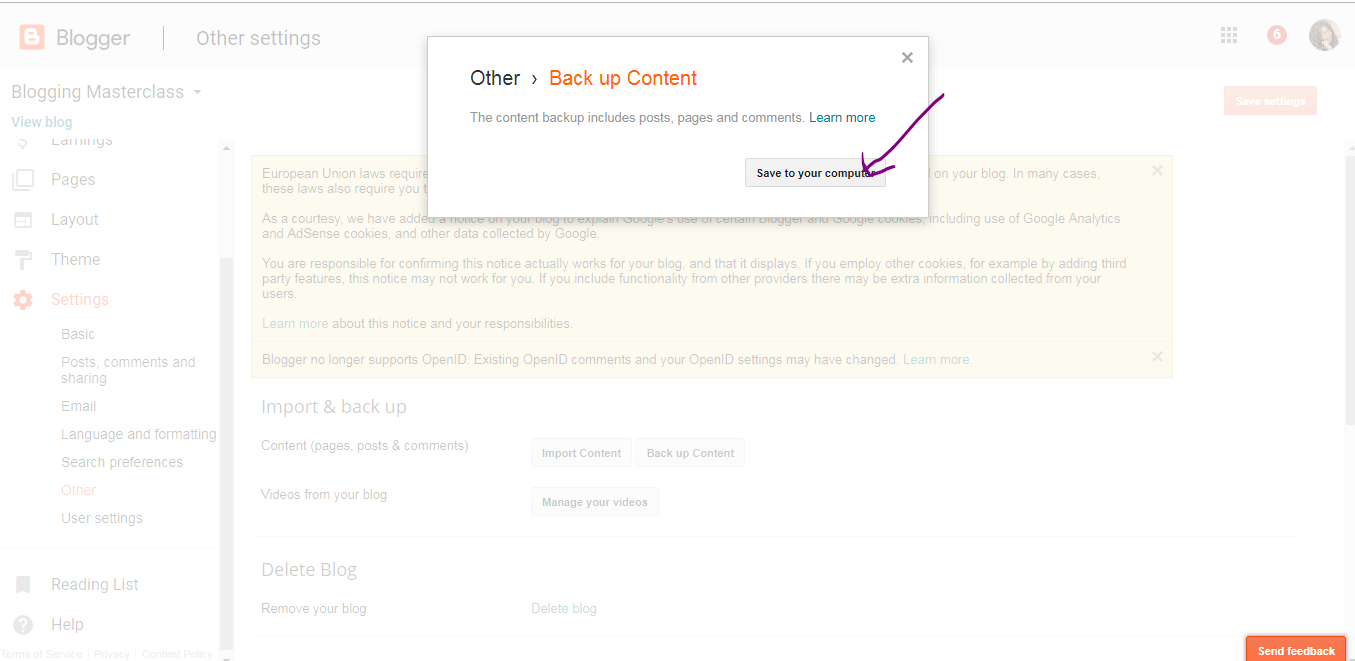 Blogger
Other settings
6
Other › Back up Content
The content backup includes posts, pages and comments. Learn more
Save to your computer
Blogging Masterclass
View blog
Save settings
Earnings
Pages
Layout
Theme
Settings
Basic
Posts, comments and
sharing
Email
Language and formatting
Search preferences
Other
User settings
Reading List
Help
Terms of Service | Privacy | Content Policy
European Union laws require
on your blog. In many cases,
these laws also require you t
As a courtesy, we have added a notice on your blog to explain Google's use of certain Blogger and Google cookies, including use of Google Analytics
and AdSense cookies, and other data collected by Google.
You are responsible for confirming this notice actually works for your blog, and that it displays. If you employ other cookies, for example by adding third
party features, this notice may not work for you. If you include functionality from other providers there may be extra information collected from your
users.
Learn more about this notice and your responsibilities.
Blogger no longer supports OpenID. Existing OpenID comments and your OpenID settings may have changed. Learn more.
Import & back up
Content (pages, posts & comments)
Import Content
Back up Content
Videos from your blog
Manage your videos
Delete Blog
Remove your blog
Delete blog
Send feedback